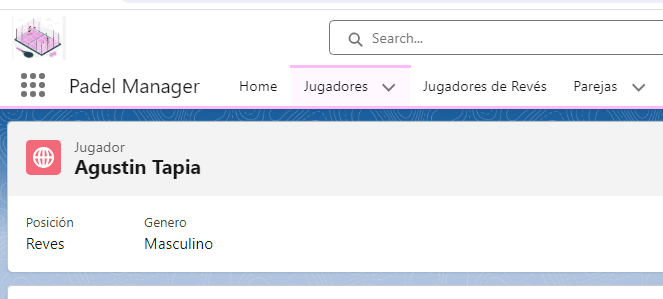 Search...
Padel Manager
Home
Jugadores
Jugadores de Revés
Parejas
Jugador
Agustin Tapia
Posición
Genero
Reves
Masculino